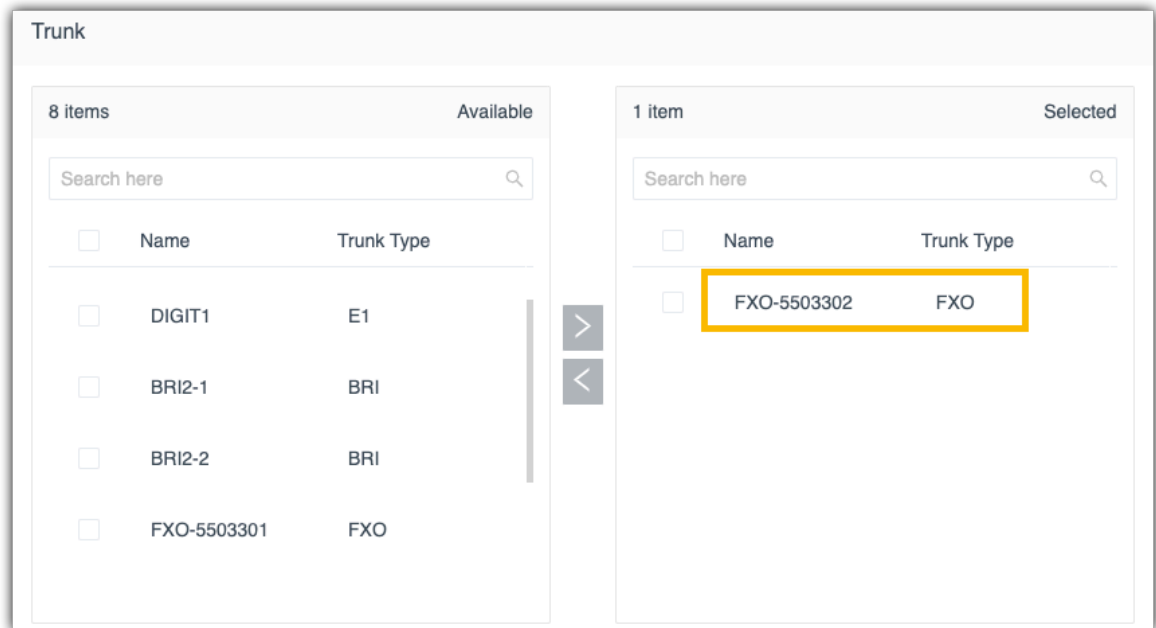 Trunk
8 items Available
Search here
Name Trunk Type
DIGIT1 E1
BRI2-1 BRI
BRI2-2 BRI
FXO-5503301 FXO
1 item Selected
Search here
Name Trunk Type
FXO-5503302 FXO